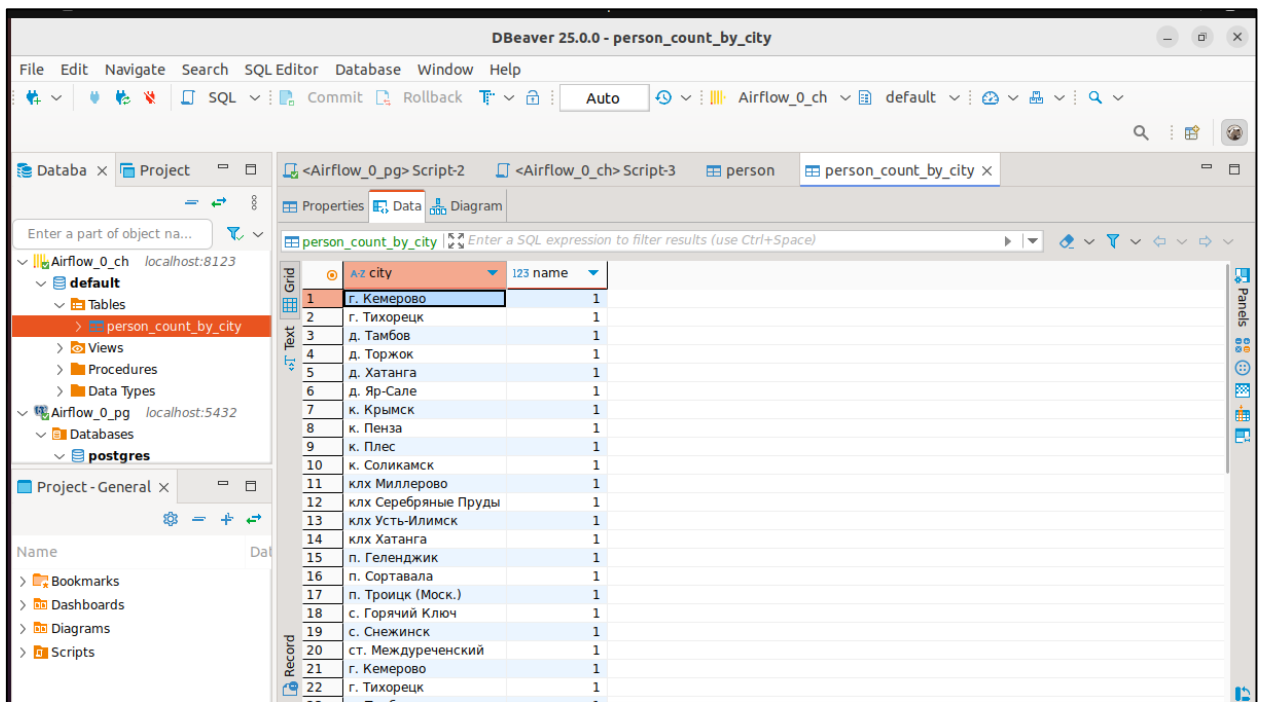 DBeaver 25.0.0 - person_count_by_city
File Edit Navigate Search SQL Editor Database Window Help
SQL Commit Rollback Auto Airflow_0_ch default
Databa Project <Airflow_0_pg> Script-2 <Airflow_0_ch> Script-3 person person_count_by_city
Properties Data Diagram
Enter a part of object na...
person_count_by_city Enter a SQL expression to filter results (use Ctrl+Space)
Airflow_0_ch localhost:8123
default
Tables
person_count_by_city
Views
Procedures
Data Types
Airflow_0_pg localhost:5432
Databases
postgres
Project - General
Name Dat
Bookmarks
Dashboards
Diagrams
Scripts
Grid
Text
Record
A-Z city 123 name
1 г. Кемерово 1
2 г. Тихорецк 1
3 д. Тамбов 1
4 д. Торжок 1
5 д. Хатанга 1
6 д. Яр-Сале 1
7 к. Крымск 1
8 к. Пенза 1
9 к. Плес 1
10 к. Соликамск 1
11 клх Миллерово 1
12 клх Серебряные Пруды 1
13 клх Усть-Илимск 1
14 клх Хатанга 1
15 п. Геленджик 1
16 п. Сортавала 1
17 п. Троицк (Моск.) 1
18 с. Горячий Ключ 1
19 с. Снежинск 1
20 ст. Междуреченский 1
21 г. Кемерово 1
22 г. Тихорецк 1
Panels